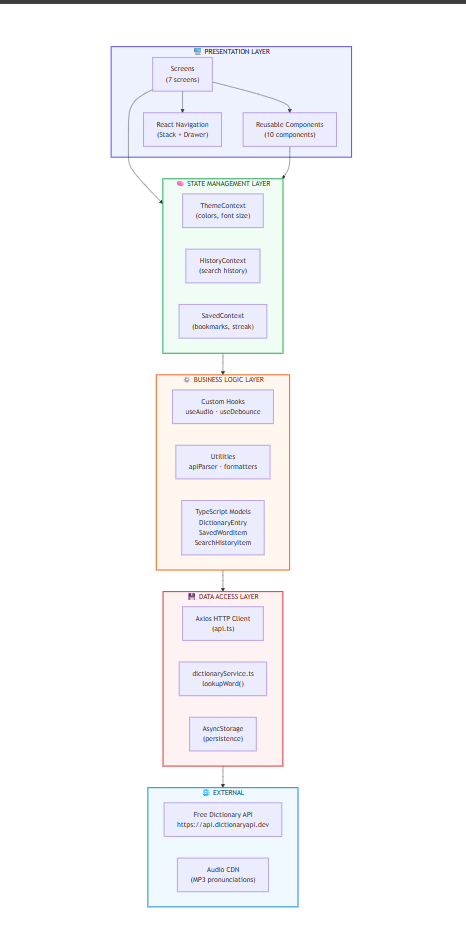 PRESENTATION LAYER
Screens
(7 screens)
React Navigation
(Stack + Drawer)
Reusable Components
(10 components)
STATE MANAGEMENT LAYER
ThemeContext
(colors, font size)
HistoryContext
(search history)
SavedContext
(bookmarks, streak)
BUSINESS LOGIC LAYER
Custom Hooks
useAudio · useDebounce
Utilities
apiParser · formatters
TypeScript Models
DictionaryEntry
SavedWordItem
SearchHistoryItem
DATA ACCESS LAYER
Axios HTTP Client
(api.ts)
dictionaryService.ts
lookupWord()
AsyncStorage
(persistence)
EXTERNAL
Free Dictionary API
https://api.dictionaryapi.dev
Audio CDN
(MP3 pronunciations)